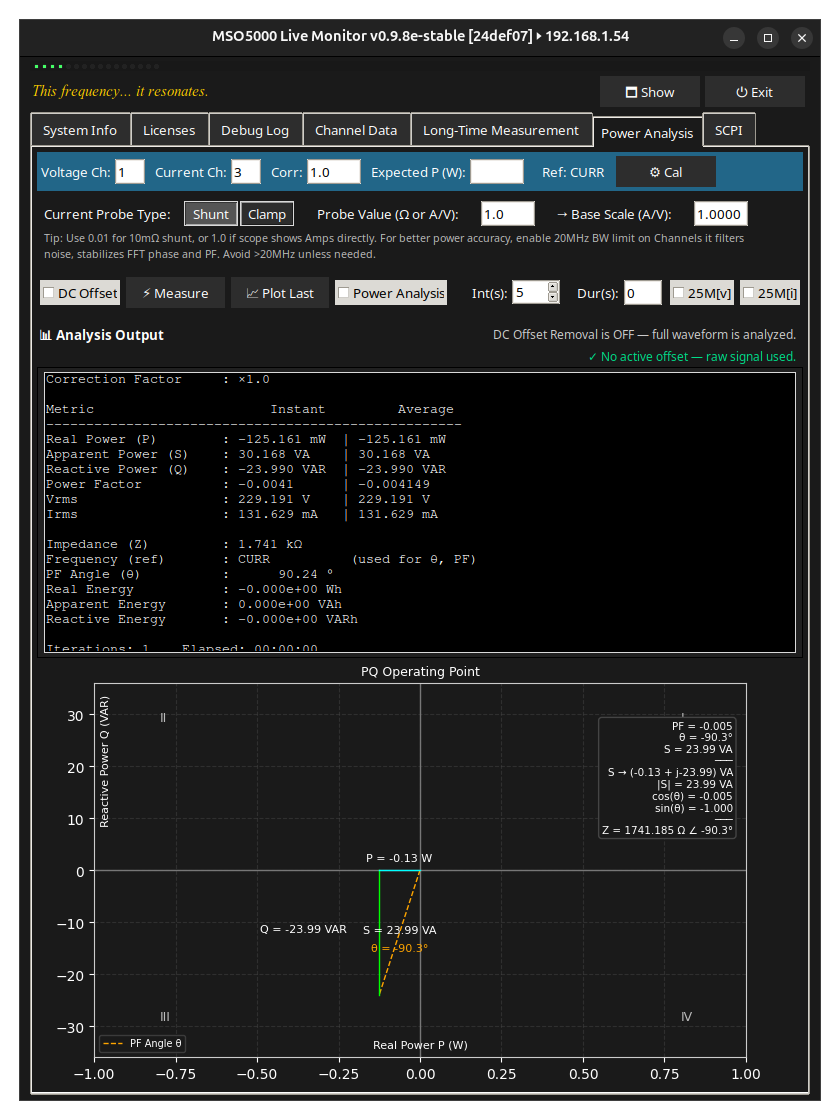 MSO5000 Live Monitor v0.9.8e-stable [24def07] ‣ 192.168.1.54
This frequency... it resonates.
Show
Exit
System Info
Licenses
Debug Log
Channel Data
Long-Time Measurement
Power Analysis
SCPI
Voltage Ch: 1 Current Ch: 3 Corr: 1.0 Expected P (W): Ref: CURR ⚙ Cal
Current Probe Type: Shunt Clamp Probe Value (Ω or A/V): 1.0 → Base Scale (A/V): 1.0000
Tip: Use 0.01 for 10mΩ shunt, or 1.0 if scope shows Amps directly. For better power accuracy, enable 20MHz BW limit on Channels it filters
noise, stabilizes FFT phase and PF. Avoid >20MHz unless needed.
DC Offset ⚡ Measure 📈 Plot Last Power Analysis Int(s): 5 Dur(s): 0 25M[v] 25M[i]
📊 Analysis Output
DC Offset Removal is OFF — full waveform is analyzed.
✓ No active offset — raw signal used.
Correction Factor : ×1.0
Metric Instant Average
----------------------------------------------------
Real Power (P) : -125.161 mW | -125.161 mW
Apparent Power (S) : 30.168 VA | 30.168 VA
Reactive Power (Q) : -23.990 VAR | -23.990 VAR
Power Factor : -0.0041 | -0.004149
Vrms : 229.191 V | 229.191 V
Irms : 131.629 mA | 131.629 mA
Impedance (Z) : 1.741 kΩ
Frequency (ref) : CURR (used for θ, PF)
PF Angle (θ) : 90.24 °
Real Energy : -0.000e+00 Wh
Apparent Energy : 0.000e+00 VAh
Reactive Energy : -0.000e+00 VARh
Iterations: 1 Elapsed: 00:00:00
PQ Operating Point
Reactive Power Q (VAR)
30
20
10
0
−10
−20
−30
II
PF = -0.005
θ = -90.3°
S = 23.99 VA
——
S → (-0.13 + j-23.99) VA
|S| = 23.99 VA
cos(θ) = -0.005
sin(θ) = -1.000
——
Z = 1741.185 Ω ∠ -90.3°
P = -0.13 W
Q = -23.99 VAR
S = 23.99 VA
θ = -90.3°
III
IV
PF Angle θ
Real Power P (W)
−1.00 −0.75 −0.50 −0.25 0.00 0.25 0.50 0.75 1.00